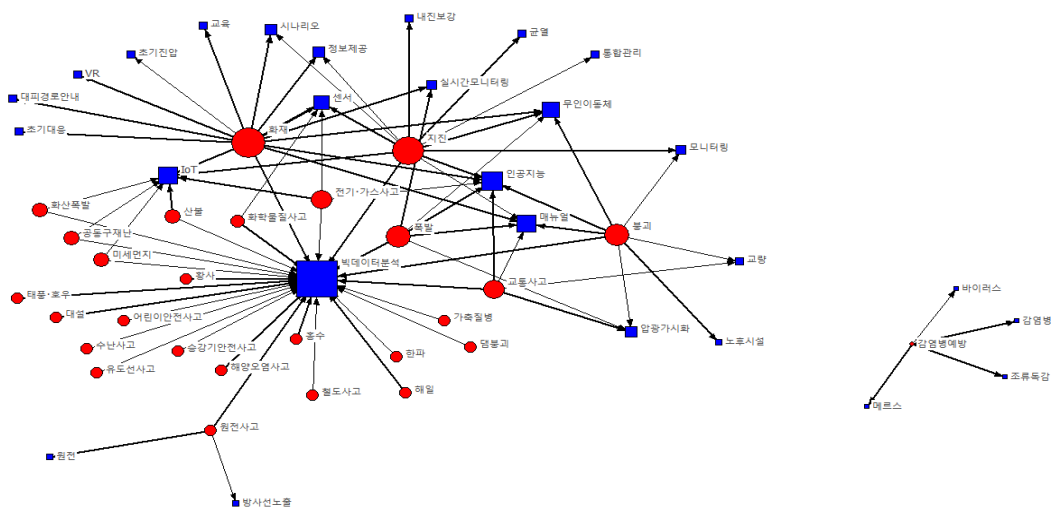 내진보강
교육
시나리오
균열
정보제공
초기진압
통합관리
VR
실시간모니터링
대피경로안내
센서
무인이동체
화재
초기대응
지진
모니터링
IoT
인공지능
전기·가스사고
화산폭발
산불
화학물질사고
폭발
매뉴얼
붕괴
공동구재난
미세먼지
빅데이터분석
교량
황사
교통사고
바이러스
태풍·호우
대설
어린이안전사고
가축질병
감염병
압광가시화
홍수
노후시설
감염병예방
수난사고
승강기안전사고
댐붕괴
한파
유도선사고
해양오염사고
조류독감
철도사고
해일
메르스
원전사고
원전
방사선노출